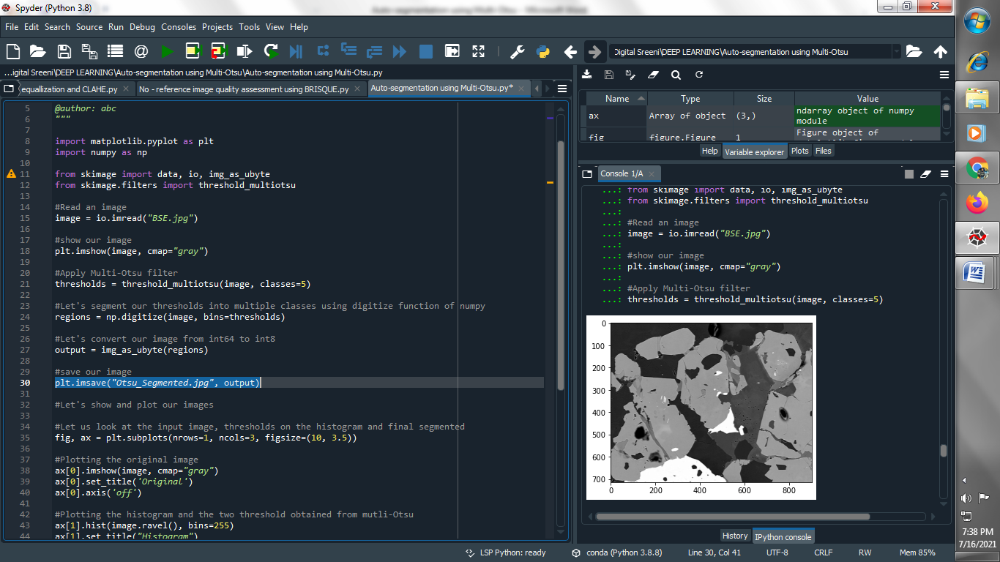 Spyder (Python 3.8)
Auto-segmentation using Multi-Otsu - Microsoft Word
File Edit Search Source Run Debug Consoles Projects Tools View Help
Digital Sreeni\DEEP LEARNING\Auto-segmentation using Multi-Otsu
...igital Sreeni\DEEP LEARNING\Auto-segmentation using Multi-Otsu\Auto-segmentation using Multi-Otsu.py
equallization and CLAHE.py
No - reference image quality assessment using BRISQUE.py
Auto-segmentation using Multi-Otsu.py*
5 @author: abc
6 """
7
8 import matplotlib.pyplot as plt
9 import numpy as np
10
11 from skimage import data, io, img_as_ubyte
12 from skimage.filters import threshold_multiotsu
13
14 #Read an image
15 image = io.imread("BSE.jpg")
16
17 #show our image
18 plt.imshow(image, cmap="gray")
19
20 #Apply Multi-Otsu filter
21 thresholds = threshold_multiotsu(image, classes=5)
22
23 #Let's segment our thresholds into multiple classes using digitize function of numpy
24 regions = np.digitize(image, bins=thresholds)
25
26 #Let's convert our image from int64 to int8
27 output = img_as_ubyte(regions)
28
29 #save our image
30 plt.imsave("Otsu_Segmented.jpg", output)
31
32 #Let's show and plot our images
33
34 #Let us look at the input image, thresholds on the histogram and final segmented
35 fig, ax = plt.subplots(nrows=1, ncols=3, figsize=(10, 3.5))
36
37 #Plotting the original image
38 ax[0].imshow(image, cmap="gray")
39 ax[0].set_title('Original')
40 ax[0].axis('off')
41
42 #Plotting the histogram and the two threshold obtained from mutli-Otsu
43 ax[1].hist(image.ravel(), bins=255)
44 ax[1].set_title("Histogram")
Name Type Size Value
ax Array of object (3,) ndarray object of numpy
module
fig figure.Figure 1 Figure object of
Help Variable explorer Plots Files
Console 1/A
...: from skimage import data, io, img_as_ubyte
...: from skimage.filters import threshold_multiotsu
...:
...: #Read an image
...: image = io.imread("BSE.jpg")
...:
...: #show our image
...: plt.imshow(image, cmap="gray")
...:
...: #Apply Multi-Otsu filter
...: thresholds = threshold_multiotsu(image, classes=5)
0
100
200
300
400
500
600
700
0 200 400 600 800
History IPython console
LSP Python: ready conda (Python 3.8.8) Line 30, Col 41 UTF-8 CRLF RW Mem 85%
7:38 PM
7/16/2021